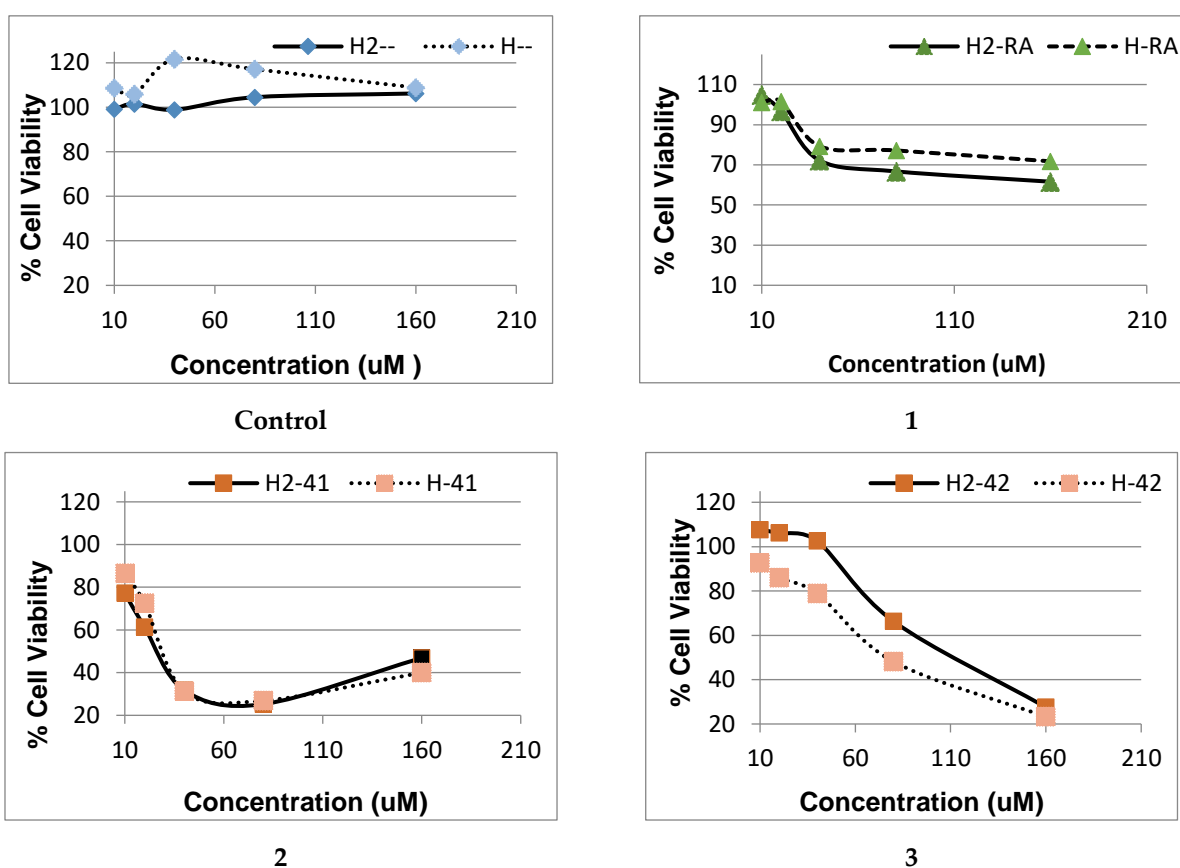 H2-- H--
120
100
80
60
40
20
% Cell Viability
10 60 110 160 210
Concentration (uM )
Control
H2-RA H-RA
110
90
70
50
30
10
% Cell Viability
10 110 210
Concentration (uM)
1
H2-41 H-41
120
100
80
60
40
20
% Cell Viability
10 60 110 160 210
Concentration (uM)
2
H2-42 H-42
120
100
80
60
40
20
% Cell Viability
10 60 110 160 210
Concentration (uM)
3